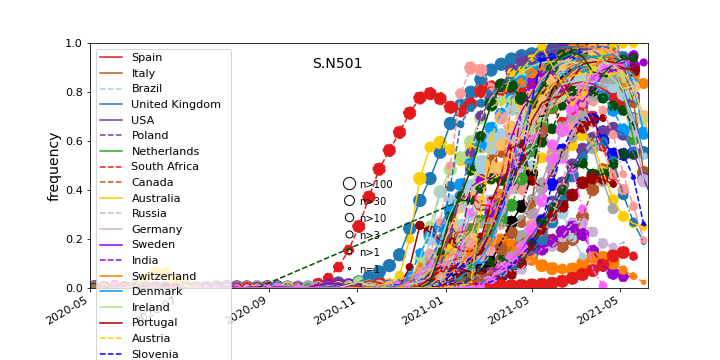 S.N501
frequency
1.0
0.8
0.6
0.4
0.2
0.0
2020-05
2020-09
2020-11
2021-01
2021-03
2021-05
n>100
n>30
n>10
n>3
n>1
n=1
Spain
Italy
Brazil
United Kingdom
USA
Poland
Netherlands
South Africa
Canada
Australia
Russia
Germany
Sweden
India
Switzerland
Denmark
Ireland
Portugal
Austria
Slovenia